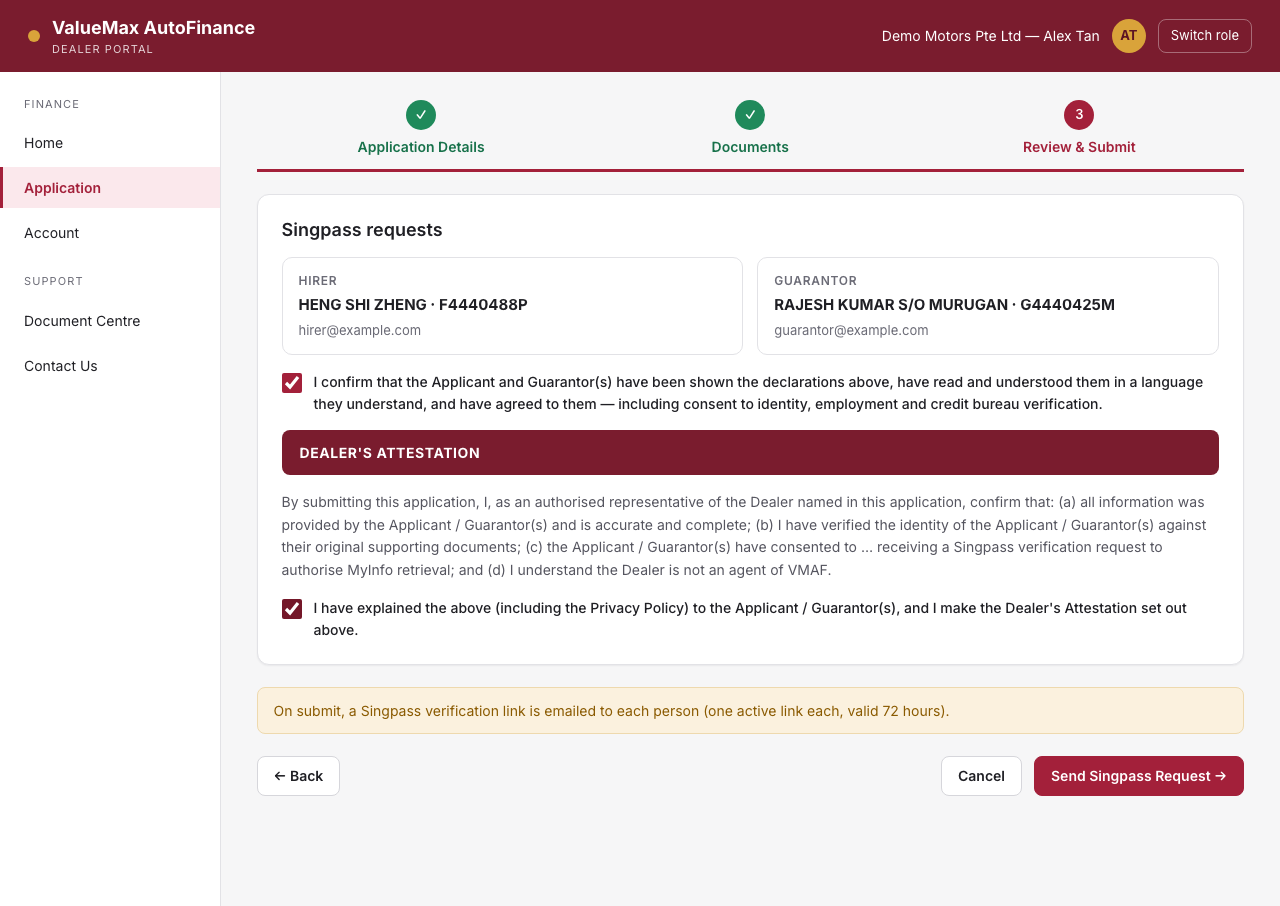 ValueMax AutoFinance
DEALER PORTAL
Demo Motors Pte Ltd — Alex Tan
AT
Switch role
FINANCE
Home
Application
Account
SUPPORT
Document Centre
Contact Us
✓
Application Details
✓
Documents
3
Review & Submit
Singpass requests
HIRER
HENG SHI ZHENG · F4440488P
hirer@example.com
GUARANTOR
RAJESH KUMAR S/O MURUGAN · G4440425M
guarantor@example.com
I confirm that the Applicant and Guarantor(s) have been shown the declarations above, have read and understood them in a language
they understand, and have agreed to them — including consent to identity, employment and credit bureau verification.
DEALER'S ATTESTATION
By submitting this application, I, as an authorised representative of the Dealer named in this application, confirm that: (a) all information was
provided by the Applicant / Guarantor(s) and is accurate and complete; (b) I have verified the identity of the Applicant / Guarantor(s) against
their original supporting documents; (c) the Applicant / Guarantor(s) have consented to ... receiving a Singpass verification request to
authorise MyInfo retrieval; and (d) I understand the Dealer is not an agent of VMAF.
I have explained the above (including the Privacy Policy) to the Applicant / Guarantor(s), and I make the Dealer's Attestation set out
above.
On submit, a Singpass verification link is emailed to each person (one active link each, valid 72 hours).
← Back
Cancel
Send Singpass Request →